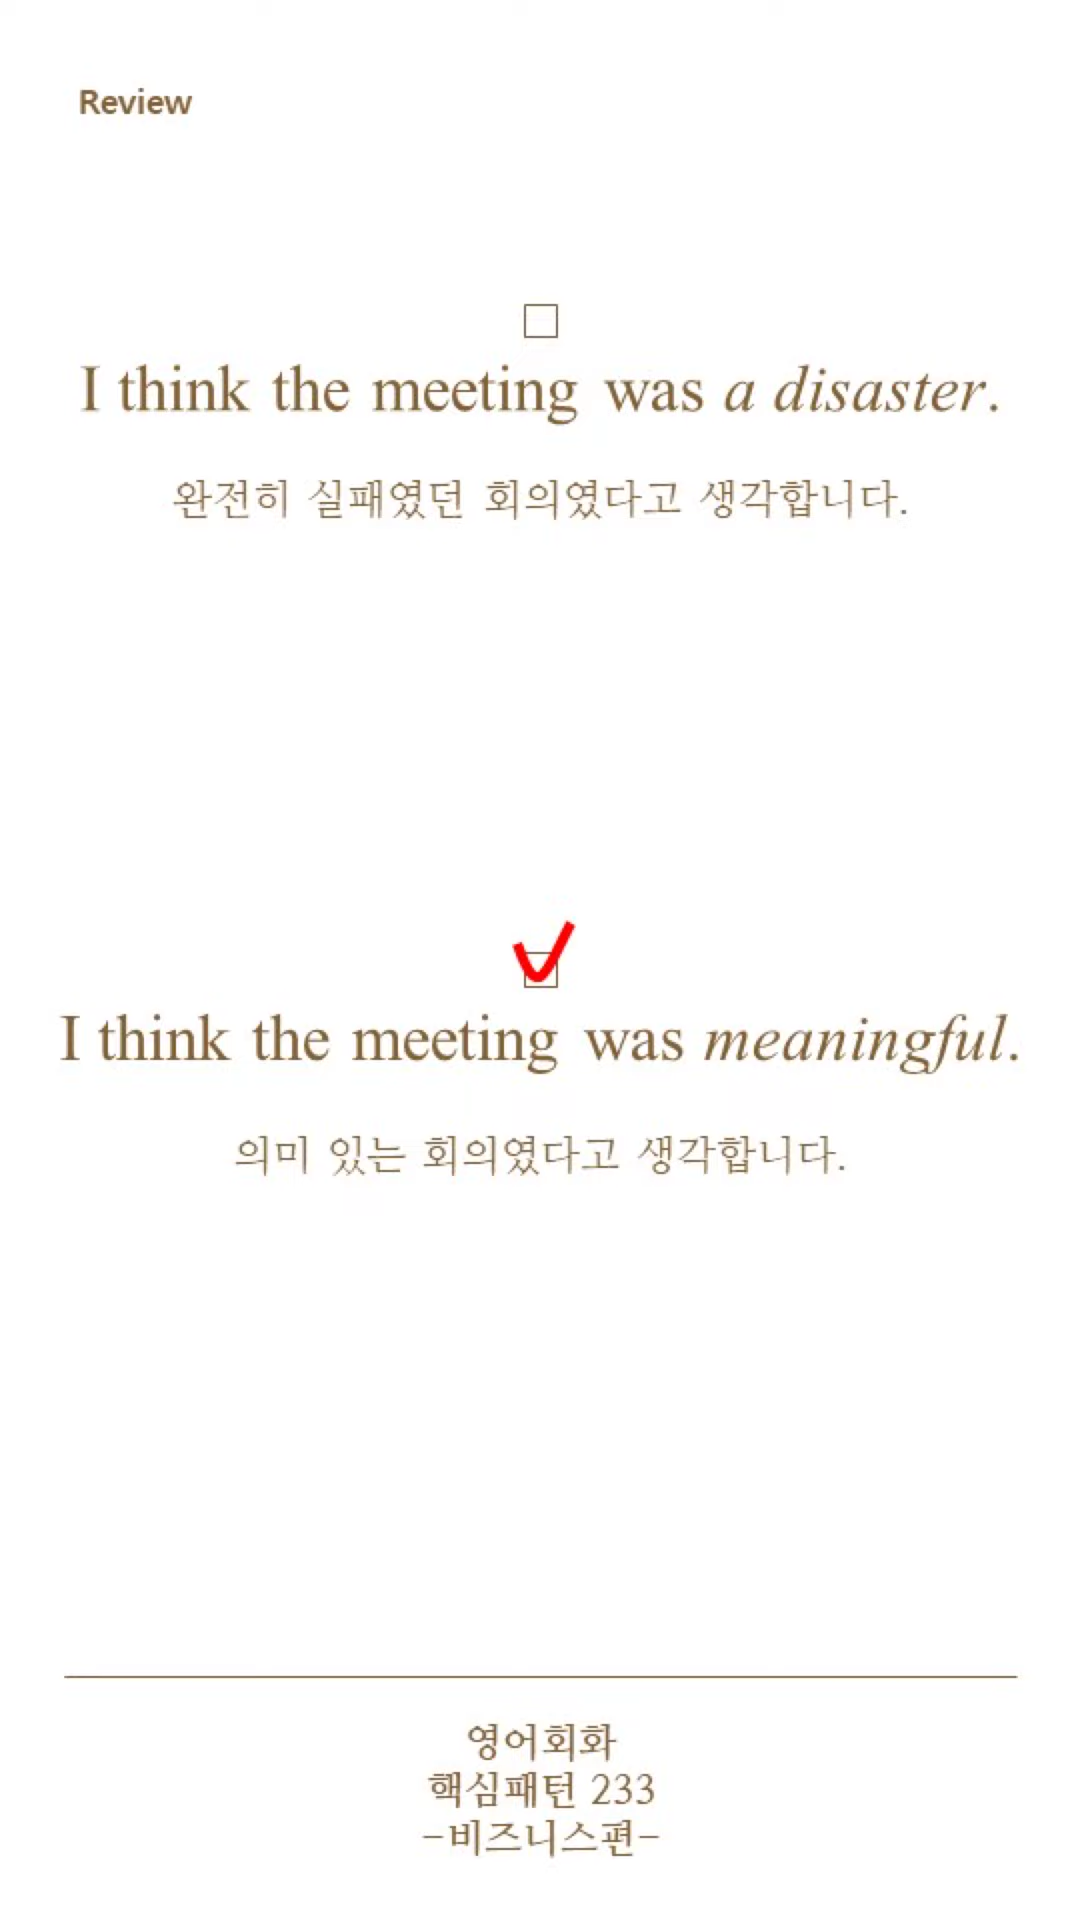 Review
I think the meeting was a disaster.
완전히 실패였던 회의였다고 생각합니다.
I think the meeting was meaningful.
의미 있는 회의였다고 생각합니다.
영어회화
핵심패턴 233
-비즈니스편-